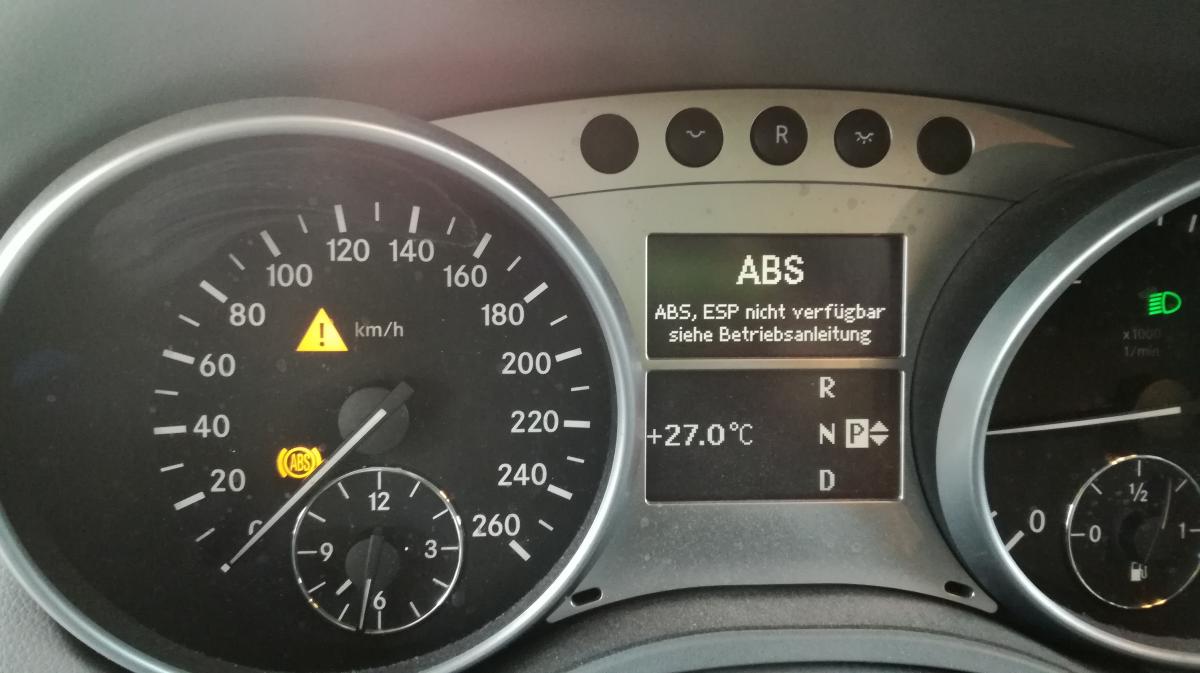 R
20
40
60
80
100
120
140
160
180
200
220
240
260
km/h
ABS
12
3
6
9
ABS
ABS, ESP nicht verfügbar
siehe Betriebsanleitung
+27.0°C
R
N P
D
x1000
1/min
0
0
1/2
1